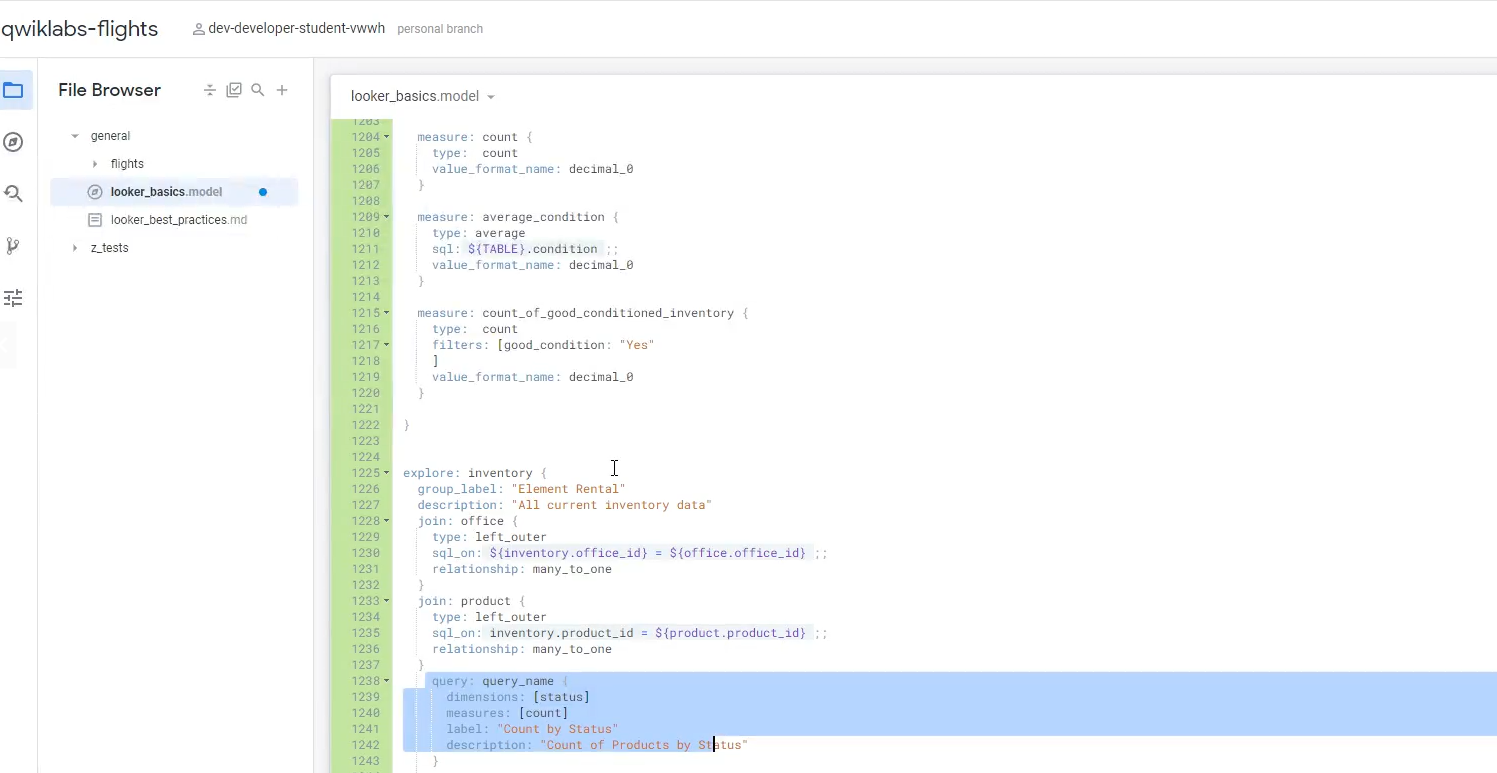 qwiklabs-flights
dev-developer-student-vwwh personal branch
File Browser
general
flights
looker_basics.model
looker_best_practices.md
z_tests
looker_basics.model
1203
1204 measure: count {
1205 type: count
1206 value_format_name: decimal_0
1207 }
1208
1209 measure: average_condition {
1210 type: average
1211 sql: ${TABLE}.condition ;;
1212 value_format_name: decimal_0
1213 }
1214
1215 measure: count_of_good_conditioned_inventory {
1216 type: count
1217 filters: [good_condition: "Yes"
1218 ]
1219 value_format_name: decimal_0
1220 }
1221
1222 }
1223
1224
1225 explore: inventory {
1226 group_label: "Element Rental"
1227 description: "All current inventory data"
1228 join: office {
1229 type: left_outer
1230 sql_on: ${inventory.office_id} = ${office.office_id} ;;
1231 relationship: many_to_one
1232 }
1233 join: product {
1234 type: left_outer
1235 sql_on: inventory.product_id = ${product.product_id} ;;
1236 relationship: many_to_one
1237 }
1238 query: query_name {
1239 dimensions: [status]
1240 measures: [count]
1241 label: "Count by Status"
1242 description: "Count of Products by Status"
1243 }